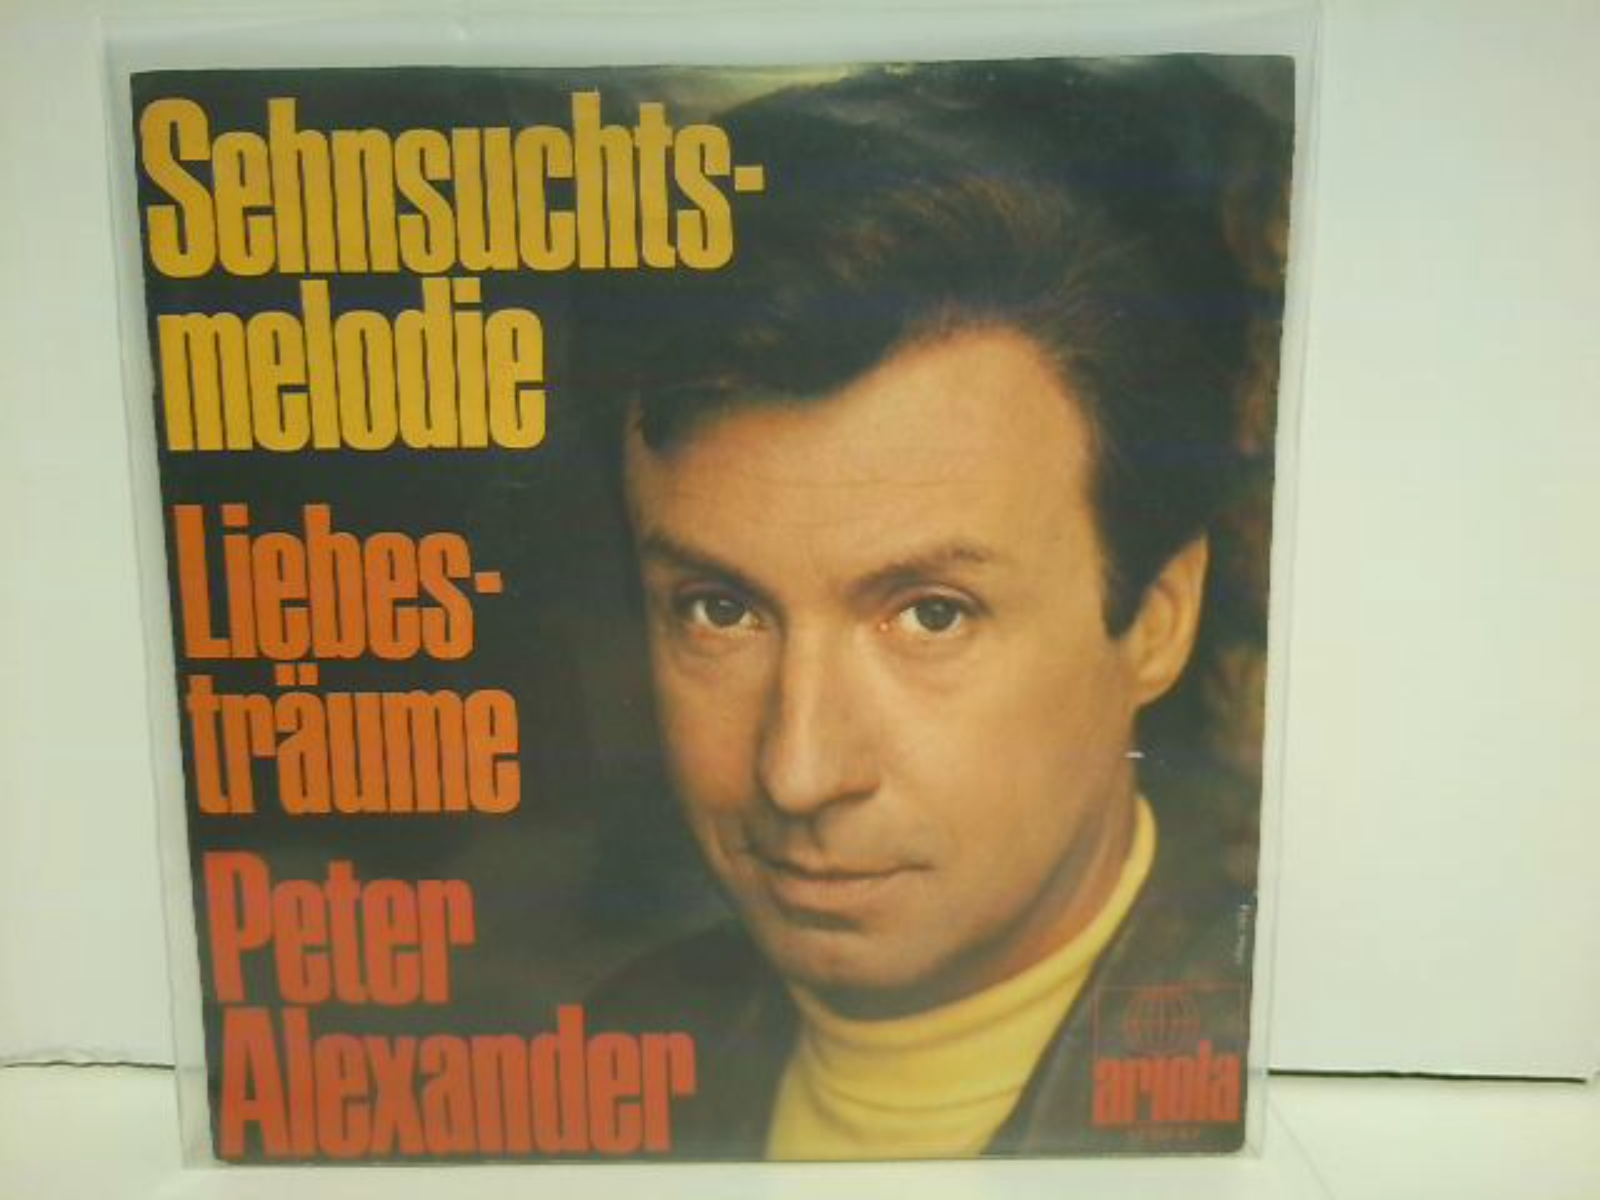 Sehnsuchts-
melodie
Liebes-
träume
Peter
Alexander
ariola